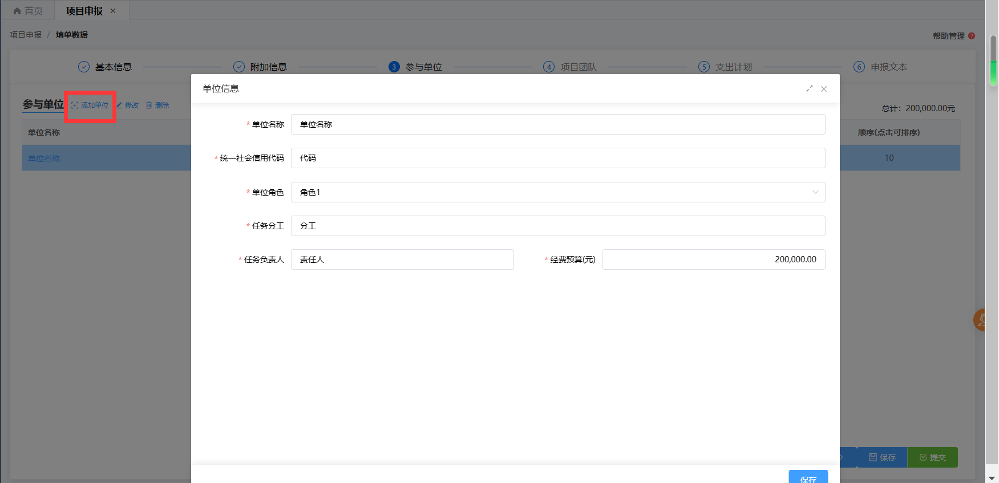 首页 项目申报
项目申报 / 填单数据 帮助管理 ?
基本信息 附加信息 3 参与单位 4 项目团队 5 支出计划 6 申报文本
单位信息
参与单位 添加单位 修改 删除 总计：200,000.00元
单位名称 顺序(点击可排序)
单位名称 10
* 单位名称 单位名称
* 统一社会信用代码 代码
* 单位角色 角色1
* 任务分工 分工
* 任务负责人 责任人 * 经费预算(元) 200,000.00
保存 提交
保存